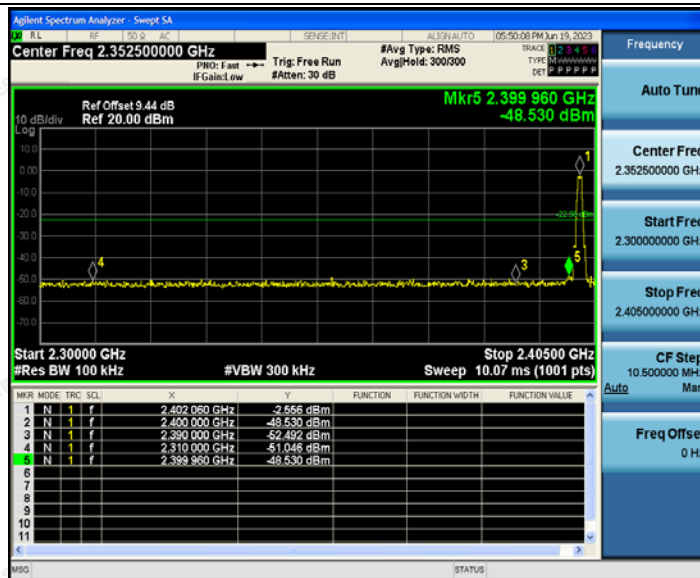 Agilent Spectrum Analyzer - Swept SA
RL RF 50 Ω AC SENSE:INT ALIGN AUTO 05:50:08 PM Jun 19, 2023
Center Freq 2.352500000 GHz
PNO: Fast
IFGain:Low
Trig: Free Run
#Atten: 30 dB
#Avg Type: RMS
Avg|Hold: 300/300
TRACE 1 2 3 4 5 6
TYPE M W W W W W
DET P P P P P P
Ref Offset 9.44 dB
10 dB/div Ref 20.00 dBm
Log
Mkr5 2.399 960 GHz
-48.530 dBm
10.0
0.00
-10.0
-20.0
-30.0
-40.0
-50.0
-60.0
-70.0
1
3
4
5
Start 2.30000 GHz Stop 2.40500 GHz
#Res BW 100 kHz #VBW 300 kHz Sweep 10.07 ms (1001 pts)
MKR MODE TRC SCL X Y FUNCTION FUNCTION WIDTH FUNCTION VALUE
1 N 1 f 2.402 060 GHz -2.556 dBm
2 N 1 f 2.400 000 GHz -48.530 dBm
3 N 1 f 2.390 000 GHz -52.492 dBm
4 N 1 f 2.310 000 GHz -51.046 dBm
5 N 1 f 2.399 960 GHz -48.530 dBm
6
7
8
9
10
11
MSG STATUS
Frequency
Auto Tune
Center Freq
2.352500000 GHz
Start Freq
2.300000000 GHz
Stop Freq
2.405000000 GHz
CF Step
10.500000 MHz
Auto Man
Freq Offset
0 Hz